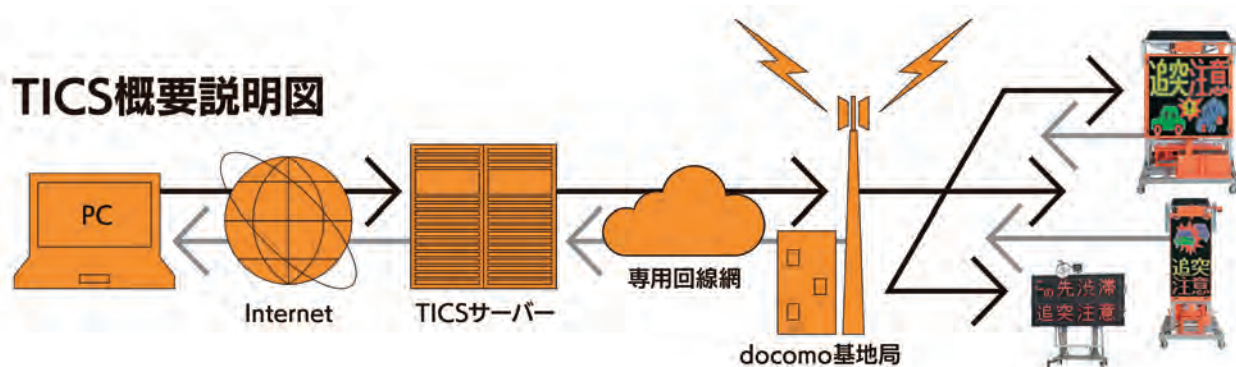 TICS概要説明図
PC
Internet
TICSサーバー
専用回線網
docomo基地局
追突注意
この先渋滞
追突注意
追突
注意